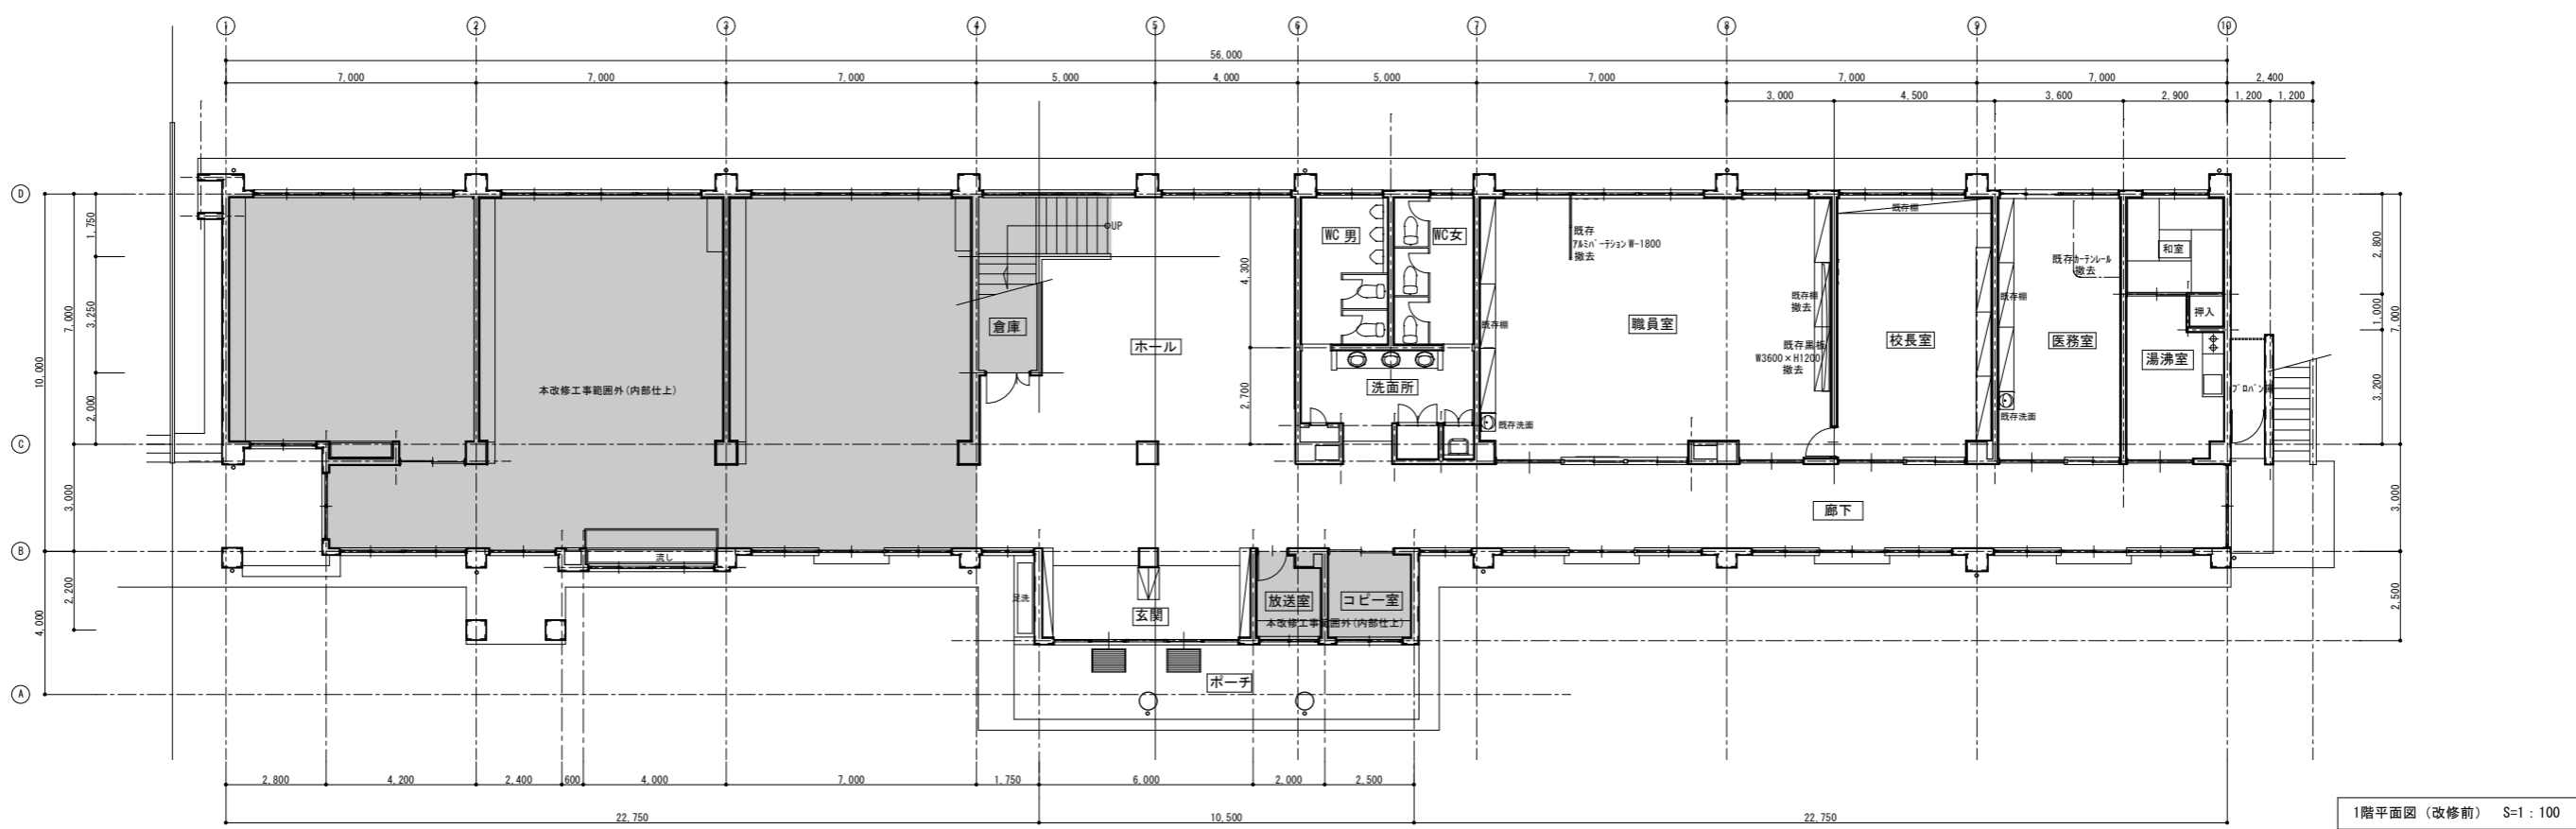 1 2 3 4 5 6 7 8 9 10
56,000
7,000 7,000 7,000 5,000 4,000 5,000 7,000 7,000 7,000 2,400
3,000 4,500 3,600 2,900 1,200 1,200
D
C
B
A
1,750
3,250
2,000
7,000
3,000
2,200
10,000
4,000
UP
倉庫
ホール
本改修工事範囲外(内部仕上)
4,300
2,700
WC 男
WC女
洗面所
既存
アルミパーテション W-1800
撤去
職員室
既存棚
既存洗面
既存棚
撤去
既存黒板
W3600×H1200
撤去
既存棚
校長室
既存棚
既存カーテンレール
撤去
医務室
既存洗面
和室
押入
湯沸室
廊下
流し
足洗
玄関
放送室
コピー室
本改修工事範囲外(内部仕上)
ポーチ
2,800
1,000
3,200
7,000
3,000
2,500
2,800 4,200 2,400 600 4,000 7,000 1,750 6,000 2,000 2,500
22,750 10,500 22,750
1階平面図(改修前) S=1:100